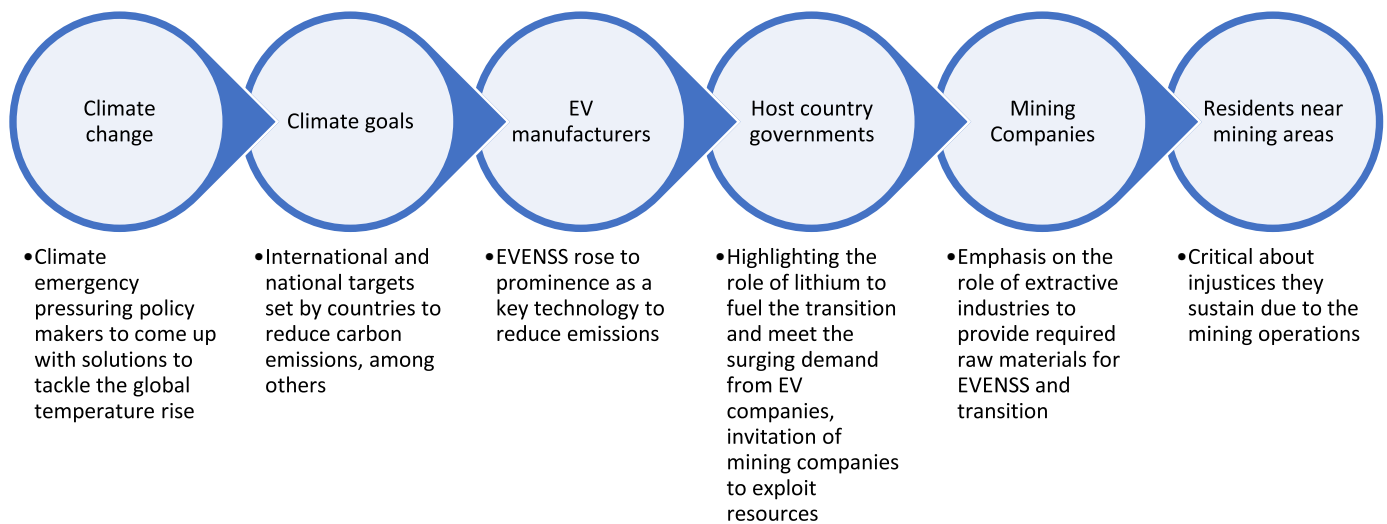 Climate
change
Climate goals
EV
manufacturers
Host country
governments
Mining
Companies
Residents near
mining areas
•Climate
emergency
pressuring policy
makers to come up
with solutions to
tackle the global
temperature rise
•International and
national targets
set by countries to
reduce carbon
emissions, among
others
•EVENSS rose to
prominence as a
key technology to
reduce emissions
•Highlighting the
role of lithium to
fuel the transition
and meet the
surging demand
from EV
companies,
invitation of
mining companies
to exploit
resources
•Emphasis on the
role of extractive
industries to
provide required
raw materials for
EVENSS and
transition
•Critical about
injustices they
sustain due to the
mining operations